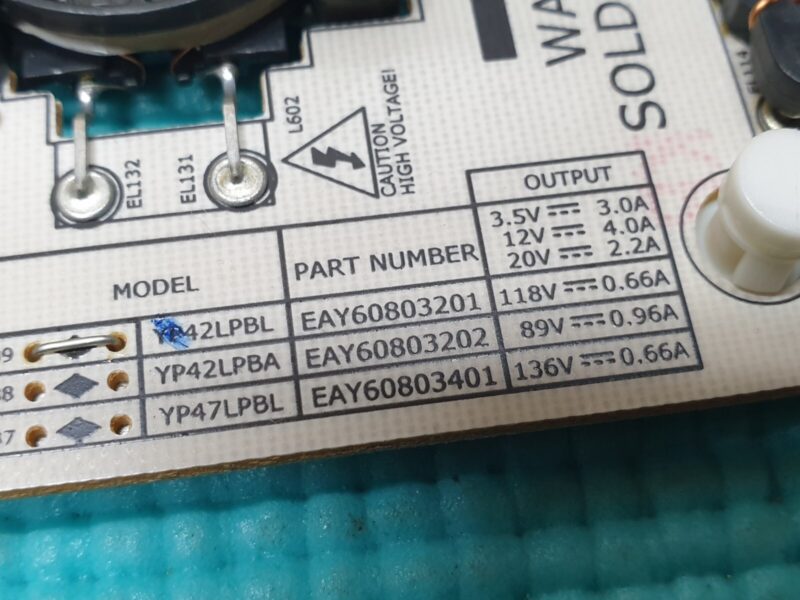 WA
SOLD
L602
CAUTION
HIGH VOLTAGE!
EL132
EL131
OUTPUT
3.5V 3.0A
12V 4.0A
20V 2.2A
MODEL PART NUMBER
YP42LPBL EAY60803201 118V 0.66A
YP42LPBA EAY60803202 89V 0.96A
YP47LPBL EAY60803401 136V 0.66A